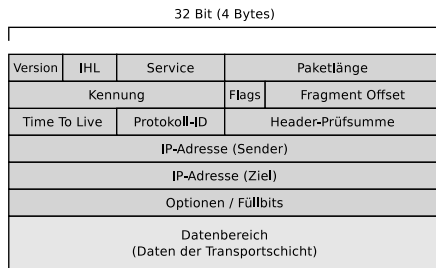 32 Bit (4 Bytes)
Version IHL Service Paketlänge
Kennung Flags Fragment Offset
Time To Live Protokoll-ID Header-Prüfsumme
IP-Adresse (Sender)
IP-Adresse (Ziel)
Optionen / Füllbits
Datenbereich
(Daten der Transportschicht)